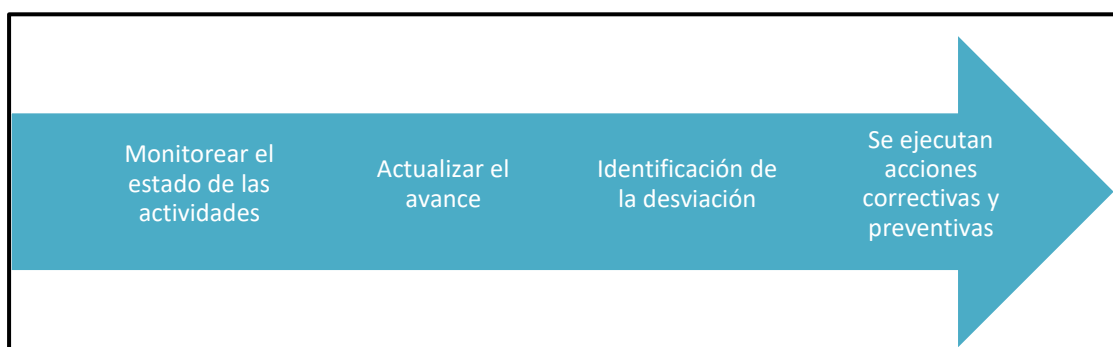 Monitorear el
estado de las
actividades
Actualizar el
avance
Identificación de
la desviación
Se ejecutan
acciones
correctivas y
preventivas